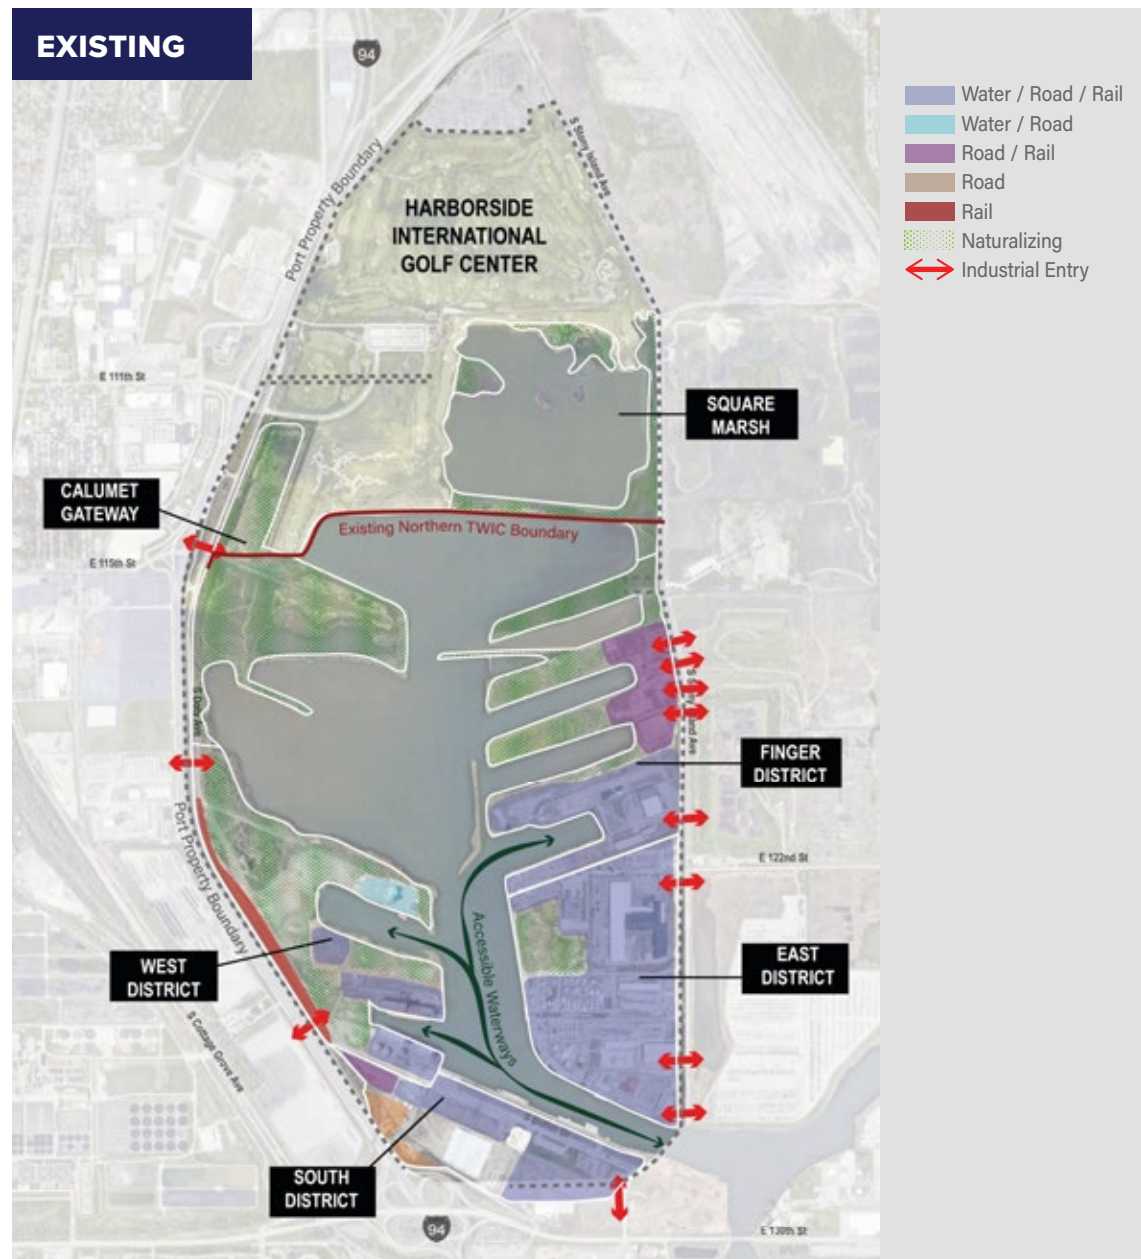 EXISTING
94
Water / Road / Rail
Water / Road
Road / Rail
Road
Rail
Naturalizing
Industrial Entry
S Stony Island Ave
Port Property Boundary
HARBORSIDE
INTERNATIONAL
GOLF CENTER
E 111th St
SQUARE
MARSH
CALUMET
GATEWAY
Existing Northern TWIC Boundary
E 115th St
S Doty Ave
S Stony Island Ave
FINGER
DISTRICT
Port Property Boundary
E 122nd St
Accessible Waterways
WEST
DISTRICT
EAST
DISTRICT
S Cottage Grove Ave
SOUTH
DISTRICT
94
E 130th St